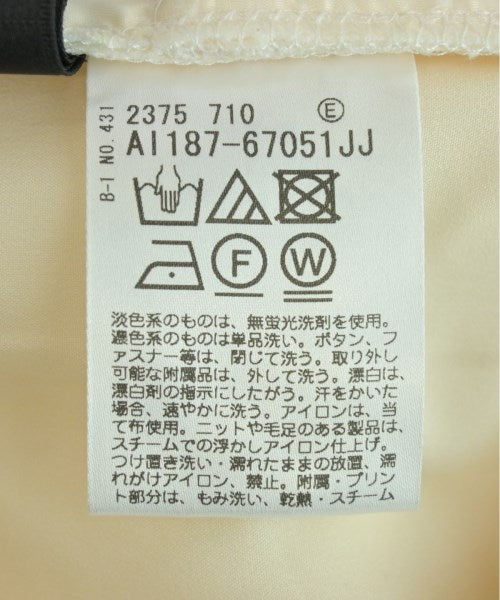 B-1 NO.431
2375 710 Ⓔ
AI187-67051JJ
F W
淡色系のものは、無蛍光洗剤を使用。
濃色系のものは単品洗い。ボタン、フ
ァスナー等は、閉じて洗う。取り外し
可能な附属品は、外して洗う。漂白は、
漂白剤の指示にしたがう。汗をかいた
場合、速やかに洗う。アイロンは、当
て布使用。ニットや毛足のある製品は、
スチームでの浮かしアイロン仕上げ。
つけ置き洗い・濡れたままの放置、濡
れがけアイロン、禁止。附属・プリン
ト部分は、もみ洗い、乾熱・スチーム